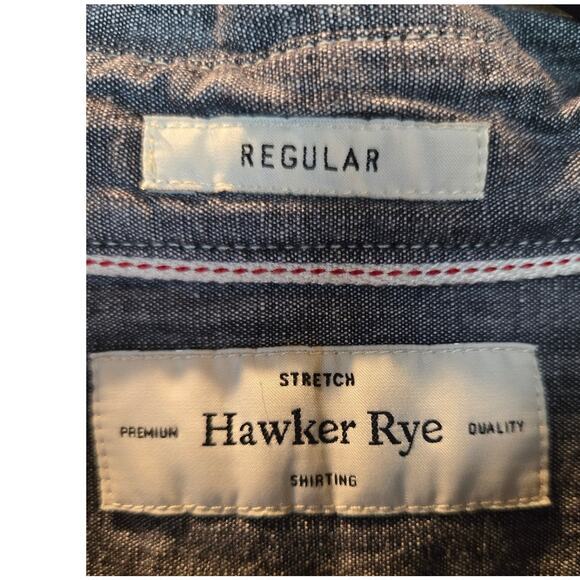 REGULAR
STRETCH
PREMIUM Hawker Rye QUALITY
SHIRTING